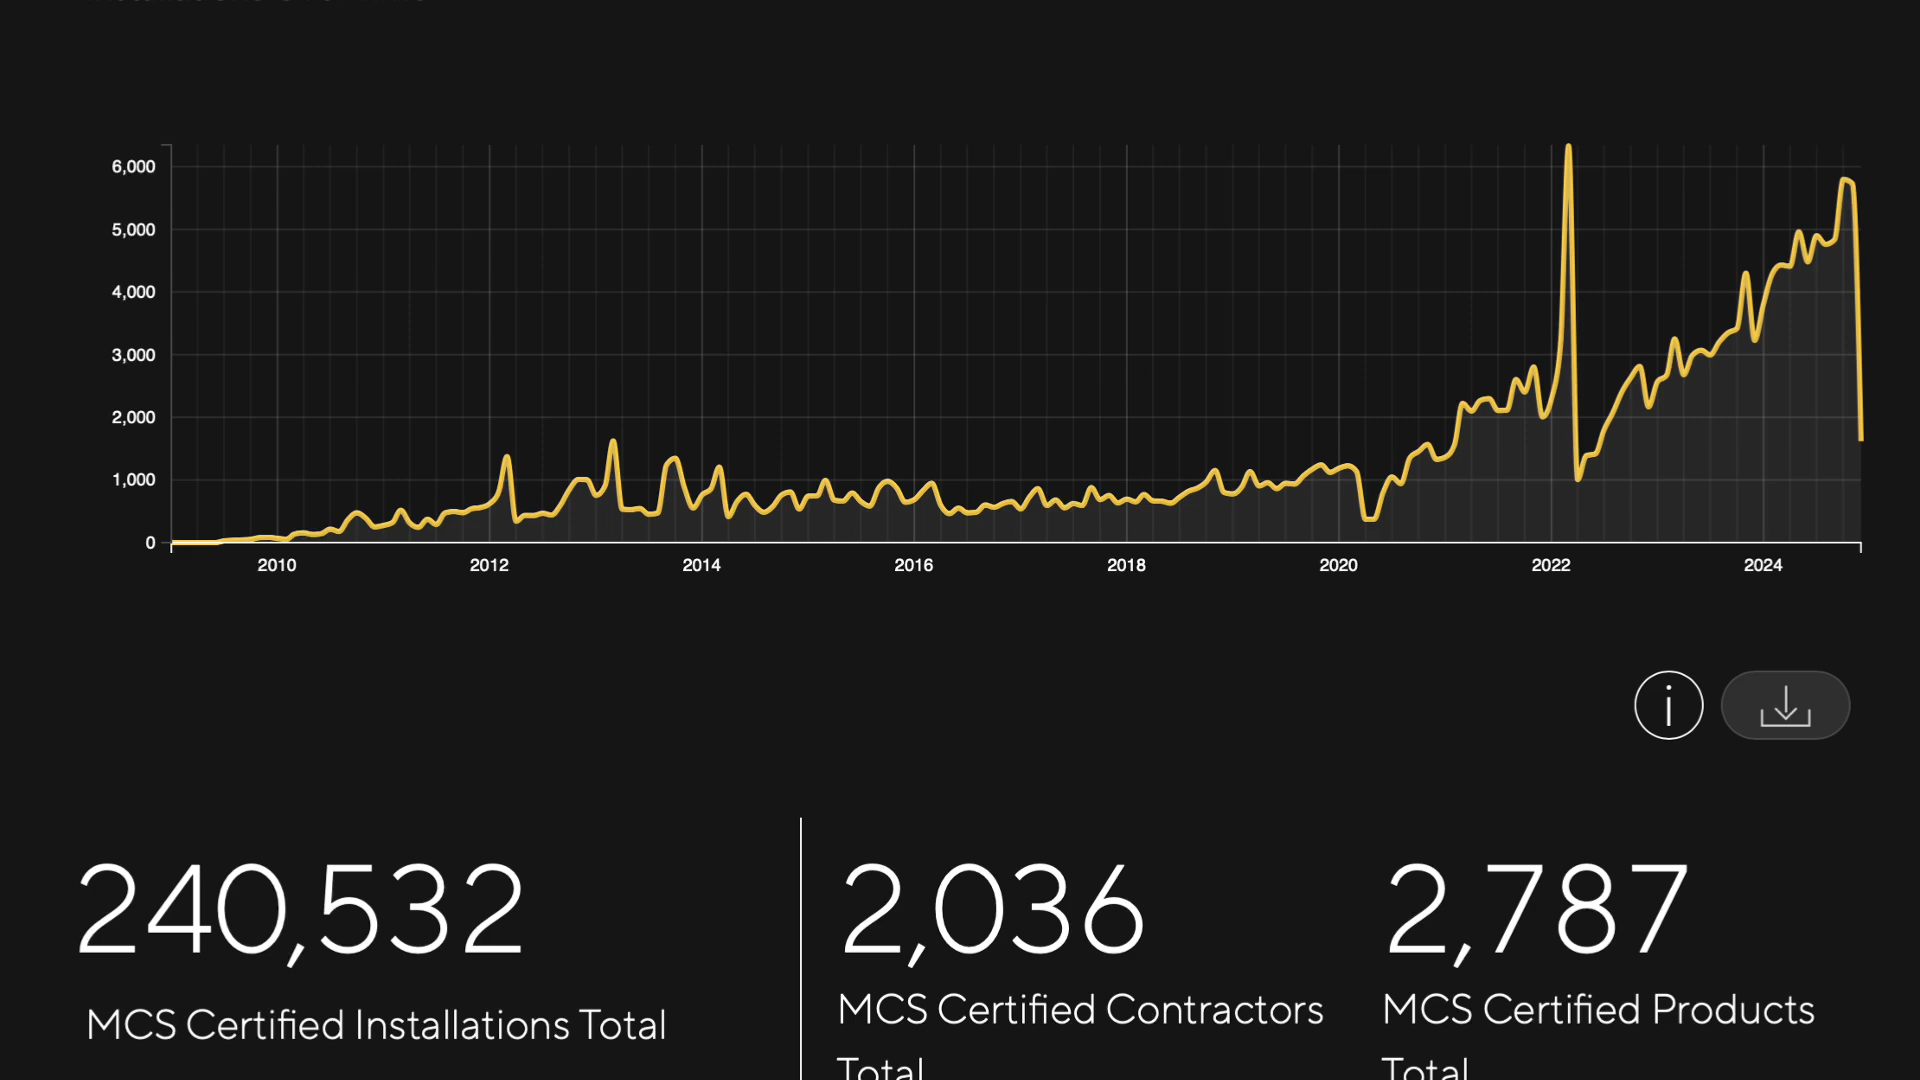 6,000
5,000
4,000
3,000
2,000
1,000
0
2010 2012 2014 2016 2018 2020 2022 2024
i
240,532
MCS Certified Installations Total
2,036
MCS Certified Contractors
Total
2,787
MCS Certified Products
Total